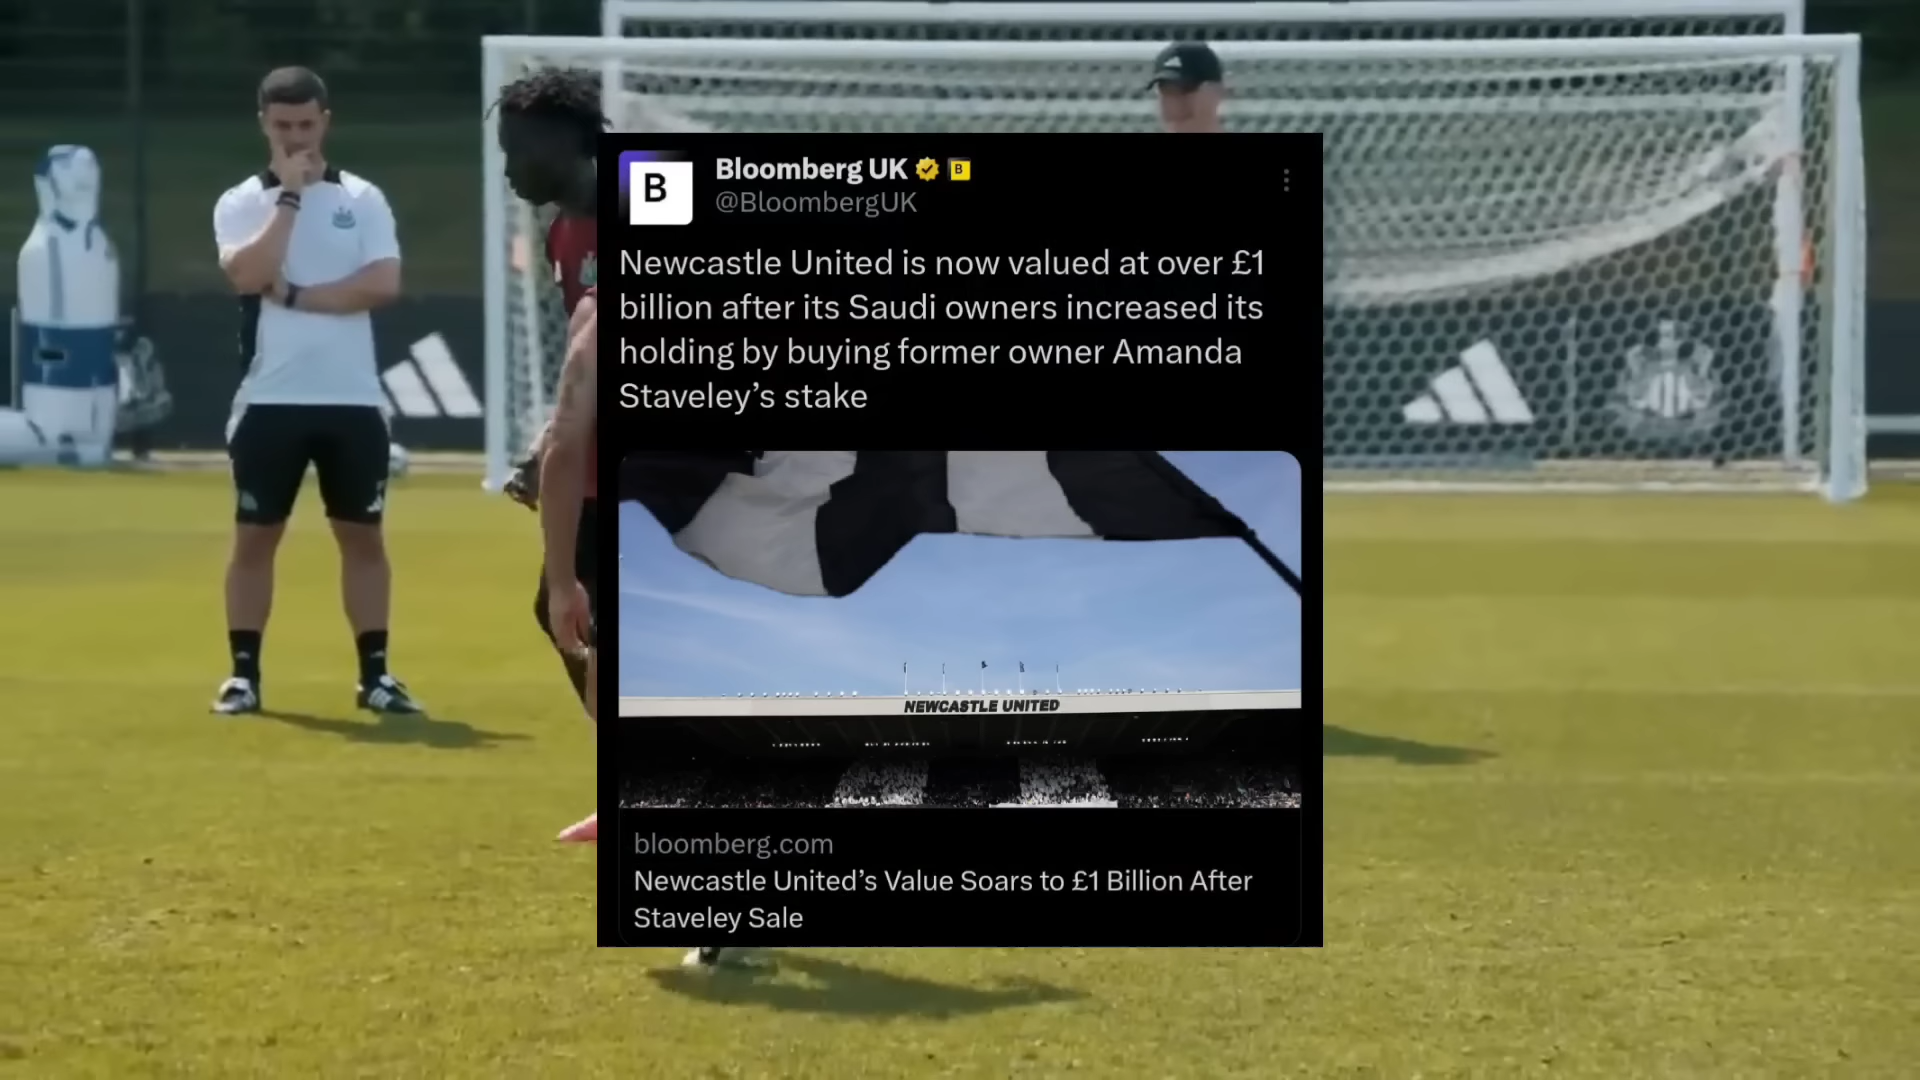 B
Bloomberg UK
B
@BloombergUK
Newcastle United is now valued at over £1
billion after its Saudi owners increased its
holding by buying former owner Amanda
Staveley’s stake
NEWCASTLE UNITED
bloomberg.com
Newcastle United’s Value Soars to £1 Billion After
Staveley Sale